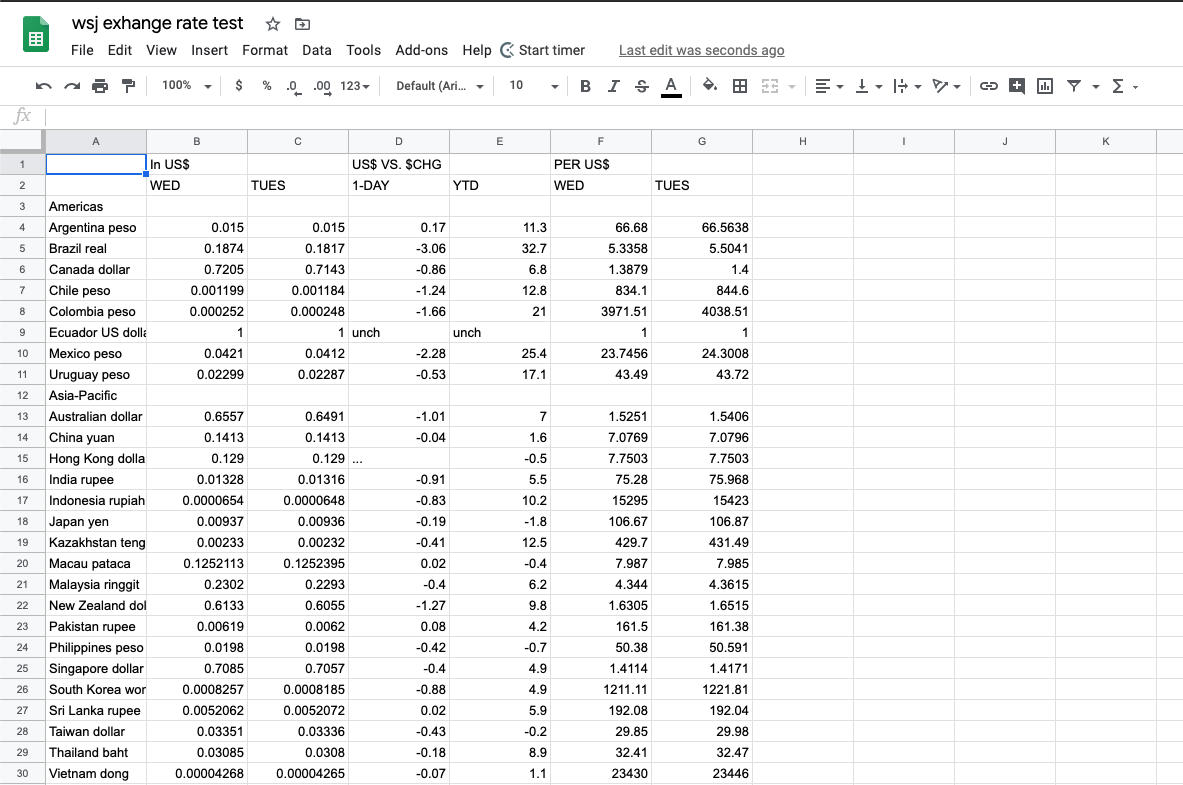 wsj exhange rate test
File Edit View Insert Format Data Tools Add-ons Help Start timer Last edit was seconds ago
100% $ % .0 .00 123 Default (Ari... 10 B I S A
fx
A B C D E F G H I J K
1 In US$ US$ VS. $CHG PER US$
2 WED TUES 1-DAY YTD WED TUES
3 Americas
4 Argentina peso 0.015 0.015 0.17 11.3 66.68 66.5638
5 Brazil real 0.1874 0.1817 -3.06 32.7 5.3358 5.5041
6 Canada dollar 0.7205 0.7143 -0.86 6.8 1.3879 1.4
7 Chile peso 0.001199 0.001184 -1.24 12.8 834.1 844.6
8 Colombia peso 0.000252 0.000248 -1.66 21 3971.51 4038.51
9 Ecuador US dolla 1 1 unch unch 1 1
10 Mexico peso 0.0421 0.0412 -2.28 25.4 23.7456 24.3008
11 Uruguay peso 0.02299 0.02287 -0.53 17.1 43.49 43.72
12 Asia-Pacific
13 Australian dollar 0.6557 0.6491 -1.01 7 1.5251 1.5406
14 China yuan 0.1413 0.1413 -0.04 1.6 7.0769 7.0796
15 Hong Kong dolla 0.129 0.129 ... -0.5 7.7503 7.7503
16 India rupee 0.01328 0.01316 -0.91 5.5 75.28 75.968
17 Indonesia rupiah 0.0000654 0.0000648 -0.83 10.2 15295 15423
18 Japan yen 0.00937 0.00936 -0.19 -1.8 106.67 106.87
19 Kazakhstan teng 0.00233 0.00232 -0.41 12.5 429.7 431.49
20 Macau pataca 0.1252113 0.1252395 0.02 -0.4 7.987 7.985
21 Malaysia ringgit 0.2302 0.2293 -0.4 6.2 4.344 4.3615
22 New Zealand dol 0.6133 0.6055 -1.27 9.8 1.6305 1.6515
23 Pakistan rupee 0.00619 0.0062 0.08 4.2 161.5 161.38
24 Philippines peso 0.0198 0.0198 -0.42 -0.7 50.38 50.591
25 Singapore dollar 0.7085 0.7057 -0.4 4.9 1.4114 1.4171
26 South Korea won 0.0008257 0.0008185 -0.88 4.9 1211.11 1221.81
27 Sri Lanka rupee 0.0052062 0.0052072 0.02 5.9 192.08 192.04
28 Taiwan dollar 0.03351 0.03336 -0.43 -0.2 29.85 29.98
29 Thailand baht 0.03085 0.0308 -0.18 8.9 32.41 32.47
30 Vietnam dong 0.00004268 0.00004265 -0.07 1.1 23430 23446